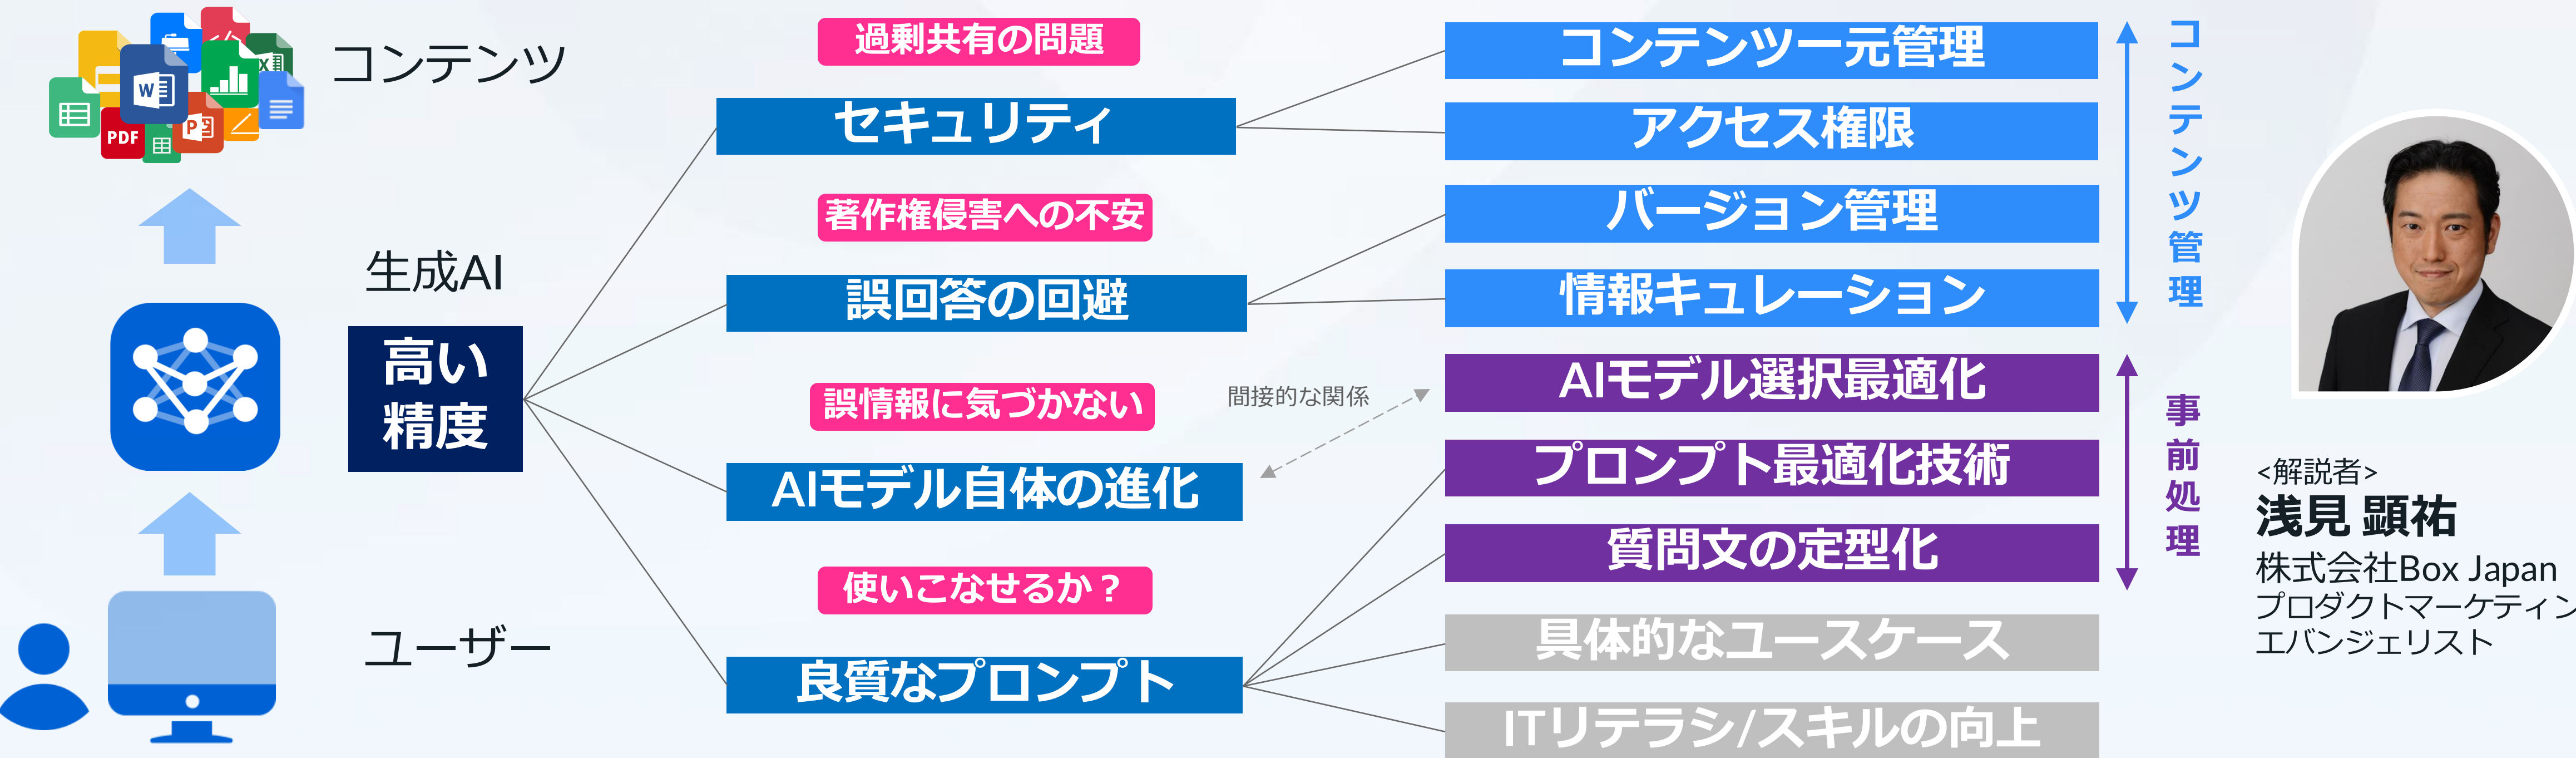 コンテンツ
PDF
W
X
P
</>
生成AI
高い
精度
ユーザー
過剰共有の問題
セキュリティ
著作権侵害への不安
誤回答の回避
誤情報に気づかない
AIモデル自体の進化
使いこなせるか？
良質なプロンプト
間接的な関係
コンテンツ一元管理
アクセス権限
バージョン管理
情報キュレーション
AIモデル選択最適化
プロンプト最適化技術
質問文の定型化
具体的なユースケース
ITリテラシ/スキルの向上
コンテンツ管理
事前処理
<解説者>
浅見 顕祐
株式会社Box Japan
プロダクトマーケティン
エバンジェリスト